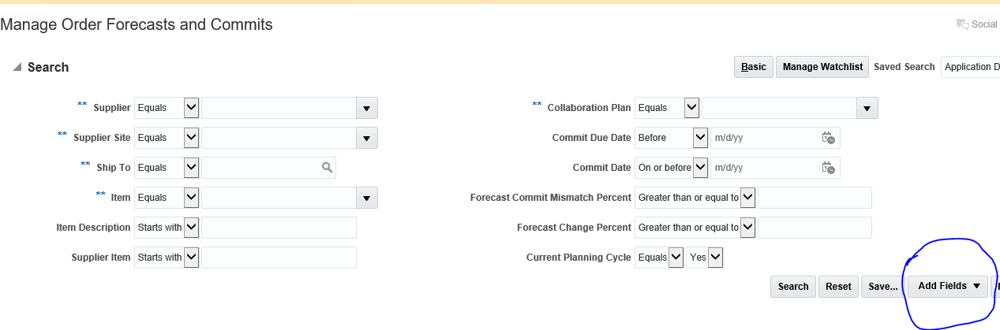 Manage Order Forecasts and Commits
Social
Search
Basic Manage Watchlist Saved Search Application D
** Supplier Equals
** Supplier Site Equals
** Ship To Equals
** Item Equals
Item Description Starts with
Supplier Item Starts with
** Collaboration Plan Equals
Commit Due Date Before m/d/yy
Commit Date On or before m/d/yy
Forecast Commit Mismatch Percent Greater than or equal to
Forecast Change Percent Greater than or equal to
Current Planning Cycle Equals Yes
Search Reset Save... Add Fields